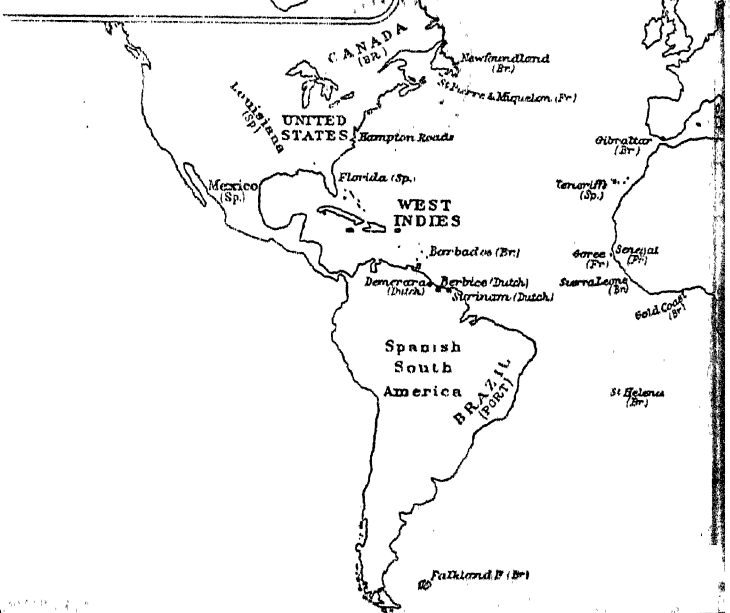 CANADA
(BR)
Newfoundland
(Br.)
St Pierre & Miquelon (Fr)
Louisiana
(Sp)
UNITED
STATES
Hampton Roads
Gibraltar
(Br)
Mexico
(Sp.)
Florida (Sp.)
Teneriffe
(Sp.)
WEST
INDIES
Barbados (Br.)
Goree
(Fr)
Senegal
(Fr)
Demerara
(Dutch)
Berbice (Dutch)
Surinam (Dutch)
Sierra Leone
(Br)
Gold Coast
(Br)
Spanish
South
America
BRAZIL
(PORT)
St Helena
(Br)
Falkland Is (Br)